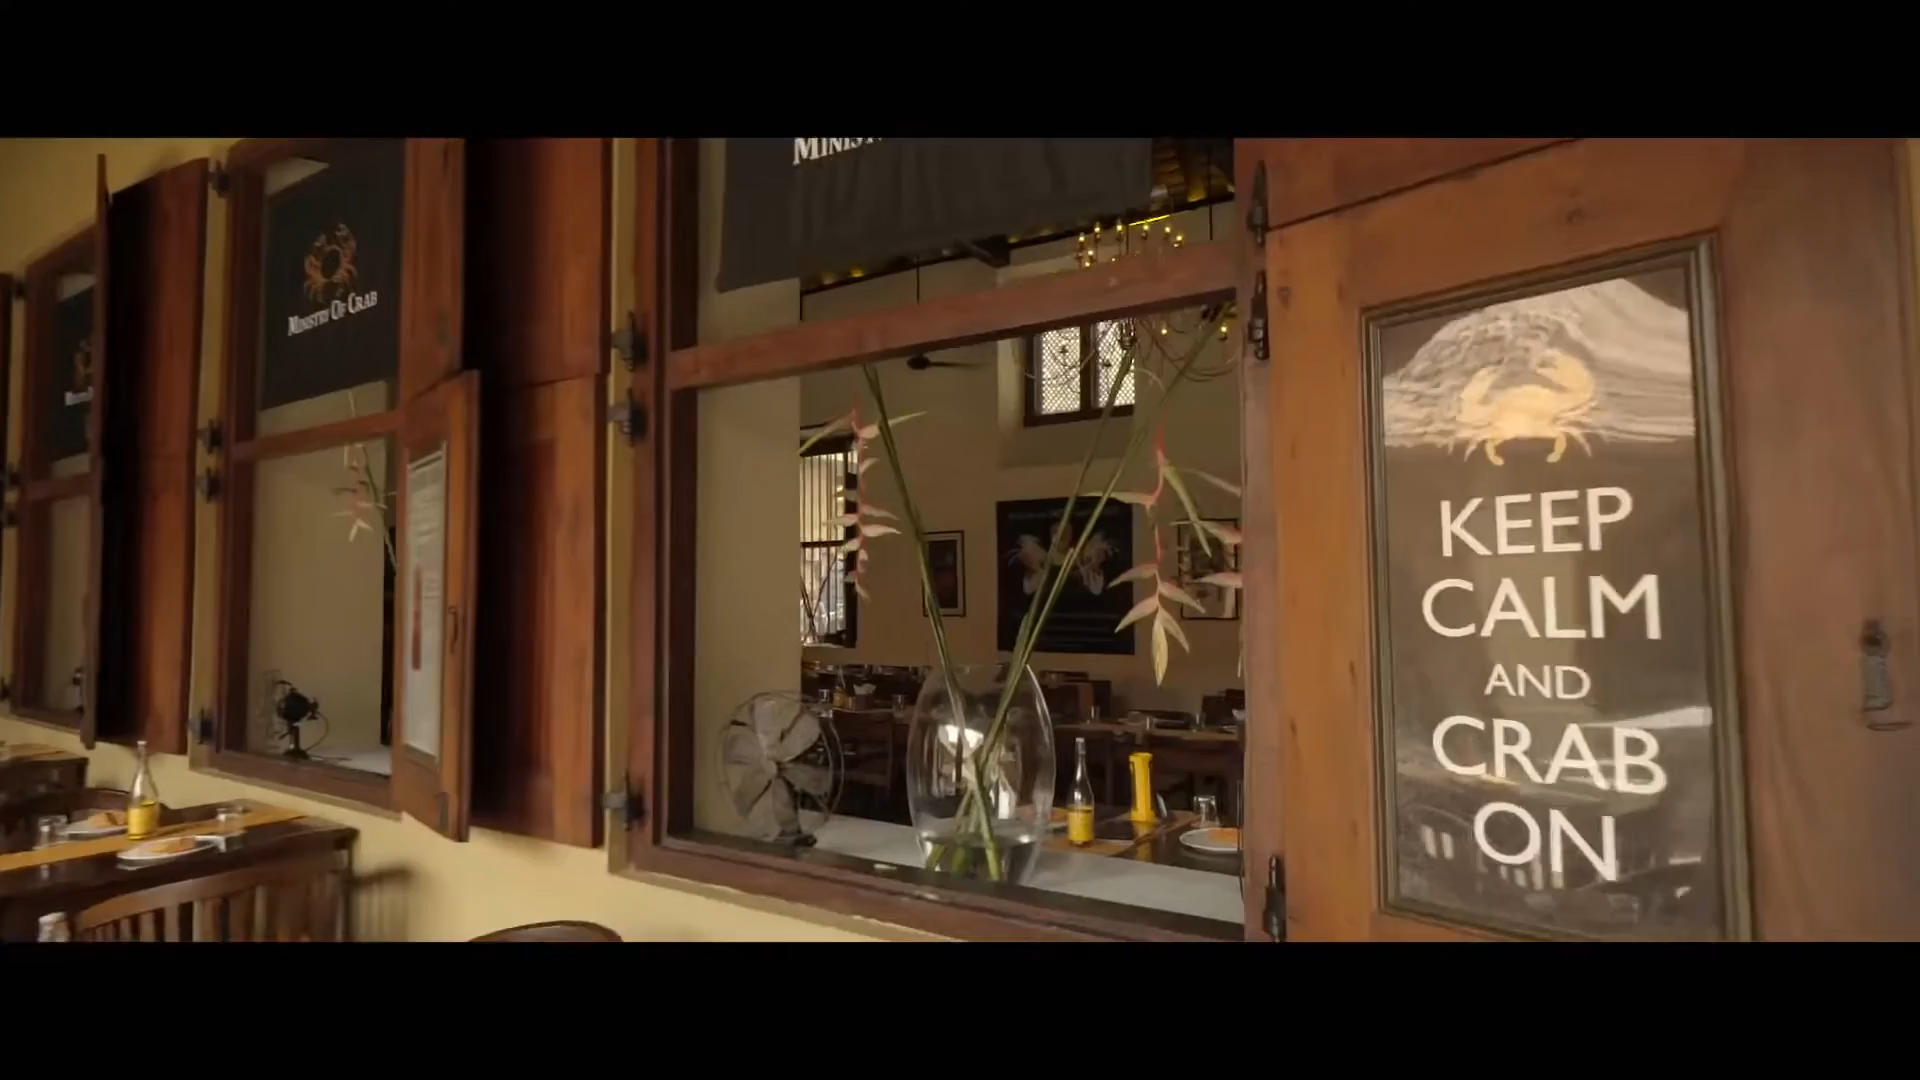 MINISTRY OF CRAB
KEEP
CALM
AND
CRAB
ON